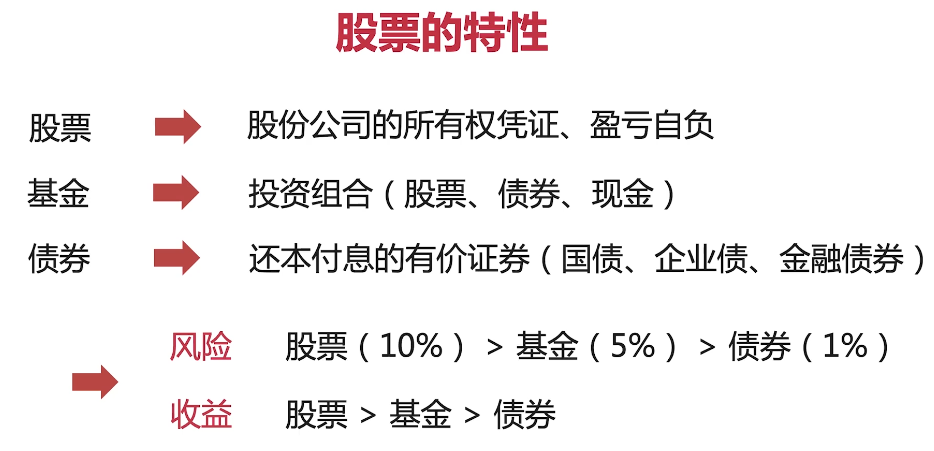 股票的特性
股票 股份公司的所有权凭证、盈亏自负
基金 投资组合（股票、债券、现金）
债券 还本付息的有价证券（国债、企业债、金融债券）
风险 股票（10%）> 基金（5%）> 债券（1%）
收益 股票 > 基金 > 债券